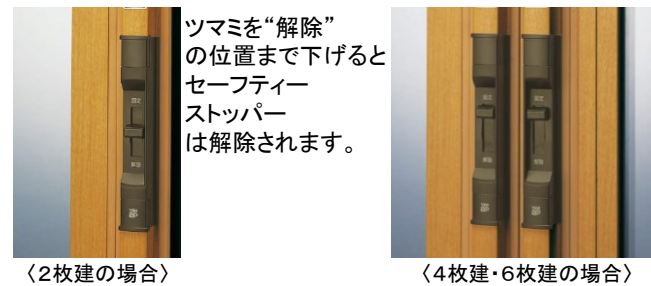 ツマミを“解除”
の位置まで下げると
セーフティー
ストッパー
は解除されます。
〈2枚建の場合〉
〈4枚建・6枚建の場合〉